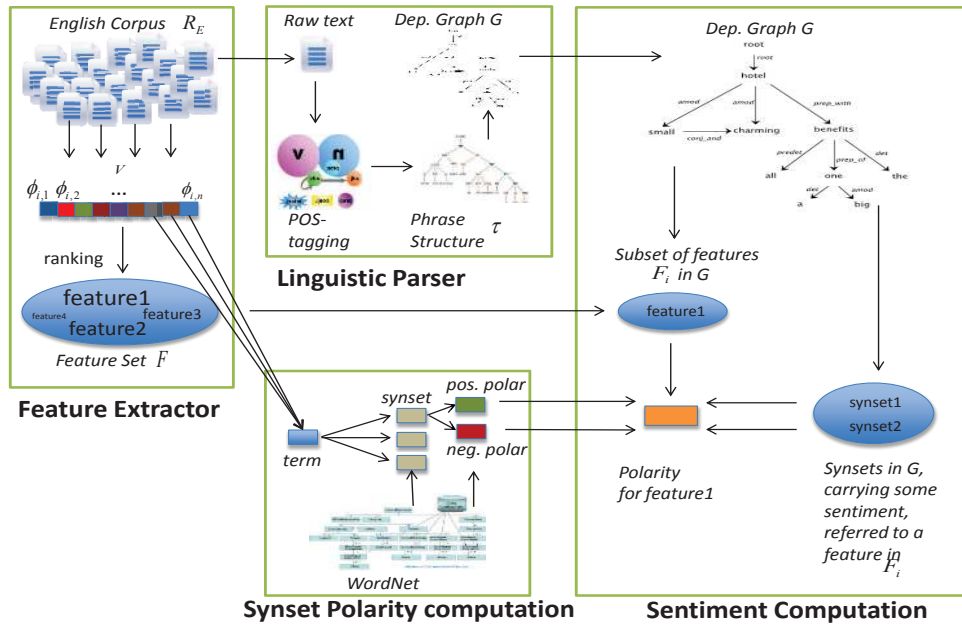 English Corpus R_E
V
ϕ_{i,1} ϕ_{i,2} ... ϕ_{i,n}
ranking
feature1
feature4 feature3
feature2
Feature Set F
Feature Extractor
Raw text
Dep. Graph G
v n
POS-
tagging
Phrase
Structure τ
Linguistic Parser
synset
pos. polar
neg. polar
term
WordNet
Synset Polarity computation
Dep. Graph G
root
root
hotel
amod amod prep_with
small conj_and charming benefits
predet prep_of det
all one the
det amod
a big
Subset of features
F_i in G
feature1
Polarity
for feature1
synset1
synset2
Synsets in G,
carrying some
sentiment,
referred to a
feature in F_i
Sentiment Computation